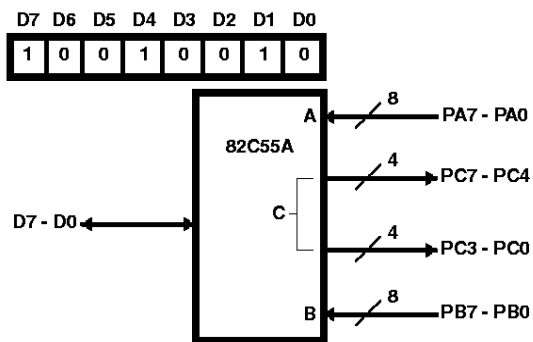 D7 D6 D5 D4 D3 D2 D1 D0
1 0 0 1 0 0 1 0
8
A PA7 - PA0
82C55A
4
PC7 - PC4
C
D7 - D0
4
PC3 - PC0
8
B PB7 - PB0